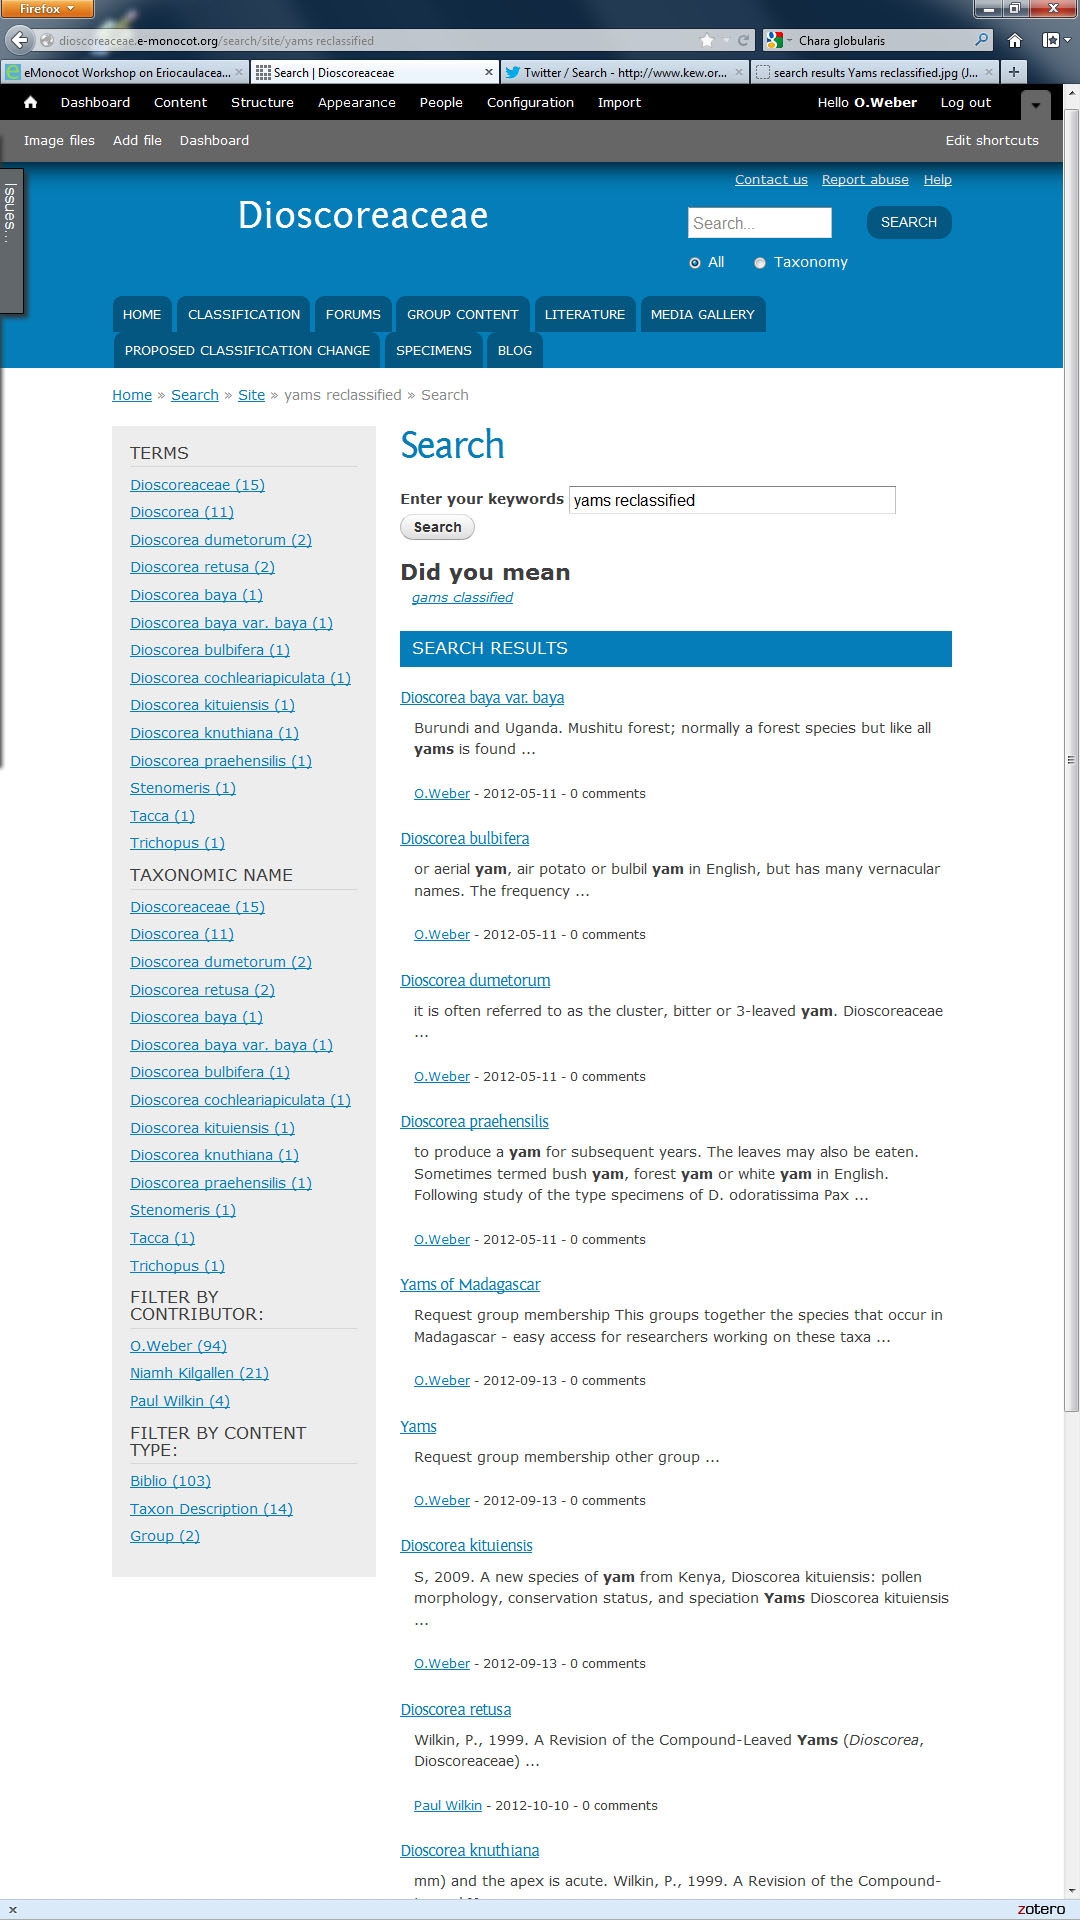 Firefox
dioscoreaceae.e-monocot.org/search/site/yams reclassified
Chara globularis
eMonocot Workshop on Eriocaulacea...
Search | Dioscoreaceae
Twitter / Search - http://www.kew.or...
search results Yams reclassified.jpg (J...
Dashboard Content Structure Appearance People Configuration Import
Hello O.Weber Log out
Image files Add file Dashboard
Edit shortcuts
Issues...
Contact us Report abuse Help
Dioscoreaceae
Search...
SEARCH
All Taxonomy
HOME CLASSIFICATION FORUMS GROUP CONTENT LITERATURE MEDIA GALLERY
PROPOSED CLASSIFICATION CHANGE SPECIMENS BLOG
Home » Search » Site » yams reclassified » Search
TERMS
Dioscoreaceae (15)
Dioscorea (11)
Dioscorea dumetorum (2)
Dioscorea retusa (2)
Dioscorea baya (1)
Dioscorea baya var. baya (1)
Dioscorea bulbifera (1)
Dioscorea cochleariapiculata (1)
Dioscorea kituiensis (1)
Dioscorea knuthiana (1)
Dioscorea praehensilis (1)
Stenomeris (1)
Tacca (1)
Trichopus (1)
TAXONOMIC NAME
Dioscoreaceae (15)
Dioscorea (11)
Dioscorea dumetorum (2)
Dioscorea retusa (2)
Dioscorea baya (1)
Dioscorea baya var. baya (1)
Dioscorea bulbifera (1)
Dioscorea cochleariapiculata (1)
Dioscorea kituiensis (1)
Dioscorea knuthiana (1)
Dioscorea praehensilis (1)
Stenomeris (1)
Tacca (1)
Trichopus (1)
FILTER BY
CONTRIBUTOR:
O.Weber (94)
Niamh Kilgallen (21)
Paul Wilkin (4)
FILTER BY CONTENT
TYPE:
Biblio (103)
Taxon Description (14)
Group (2)
Search
Enter your keywords yams reclassified
Search
Did you mean
gams classified
SEARCH RESULTS
Dioscorea baya var. baya
Burundi and Uganda. Mushitu forest; normally a forest species but like all
yams is found ...
O.Weber - 2012-05-11 - 0 comments
Dioscorea bulbifera
or aerial yam, air potato or bulbil yam in English, but has many vernacular
names. The frequency ...
O.Weber - 2012-05-11 - 0 comments
Dioscorea dumetorum
it is often referred to as the cluster, bitter or 3-leaved yam. Dioscoreaceae
...
O.Weber - 2012-05-11 - 0 comments
Dioscorea praehensilis
to produce a yam for subsequent years. The leaves may also be eaten.
Sometimes termed bush yam, forest yam or white yam in English.
Following study of the type specimens of D. odoratissima Pax ...
O.Weber - 2012-05-11 - 0 comments
Yams of Madagascar
Request group membership This groups together the species that occur in
Madagascar - easy access for researchers working on these taxa ...
O.Weber - 2012-09-13 - 0 comments
Yams
Request group membership other group ...
O.Weber - 2012-09-13 - 0 comments
Dioscorea kituiensis
S, 2009. A new species of yam from Kenya, Dioscorea kituiensis: pollen
morphology, conservation status, and speciation Yams Dioscorea kituiensis
...
O.Weber - 2012-09-13 - 0 comments
Dioscorea retusa
Wilkin, P., 1999. A Revision of the Compound-Leaved Yams (Dioscorea,
Dioscoreaceae) ...
Paul Wilkin - 2012-10-10 - 0 comments
Dioscorea knuthiana
mm) and the apex is acute. Wilkin, P., 1999. A Revision of the Compound-
zotero